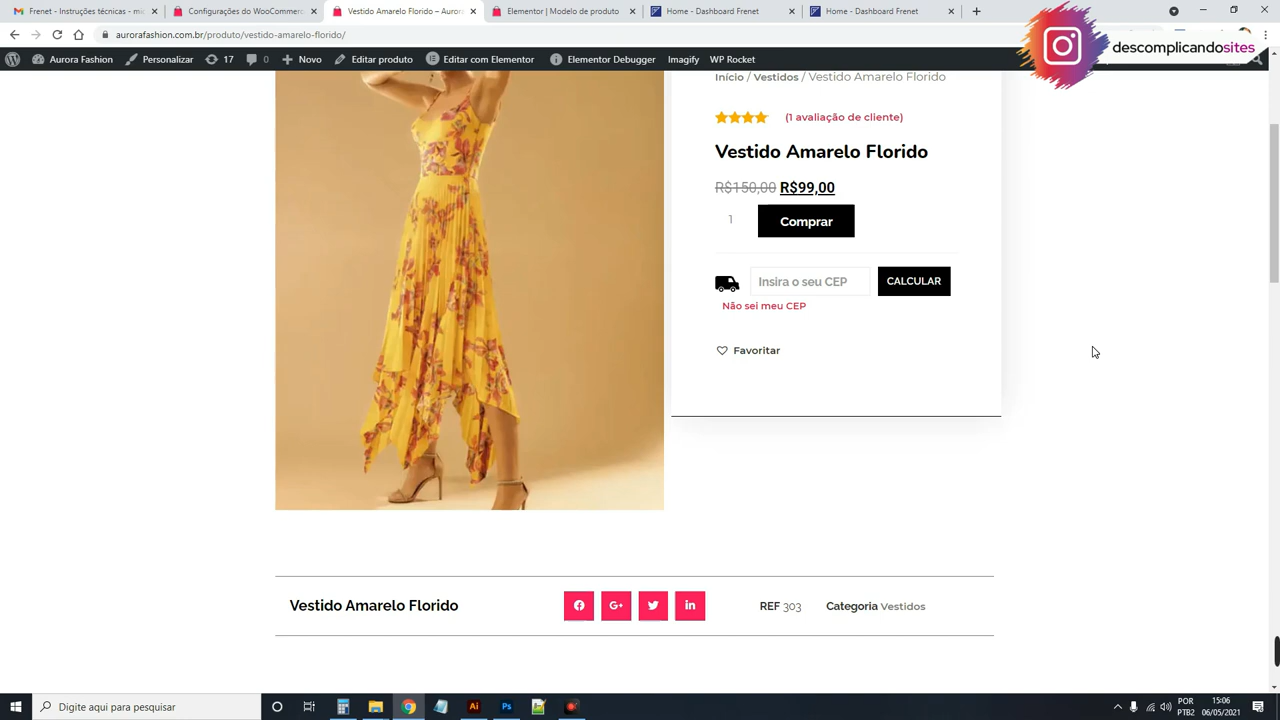 Frenet - Instruções técnicas - mi
Configurações do WooCommerc
Vestido Amarelo Florido – Auror
Elementor | Modelo de produto
Home - Dashboard Frenet
Home - Dashboard Frenet
aurorafashion.com.br/produto/vestido-amarelo-florido/
descomplicandosites
Aurora Fashion
Personalizar
17
Novo
Editar produto
Editar com Elementor
Elementor Debugger
Imagify
WP Rocket
Início / Vestidos / Vestido Amarelo Florido
(1 avaliação de cliente)
Vestido Amarelo Florido
R$150,00 R$99,00
1
Comprar
Insira o seu CEP
CALCULAR
Não sei meu CEP
Favoritar
Vestido Amarelo Florido
REF 303
Categoria Vestidos
Digite aqui para pesquisar
POR
PTB2
15:06
06/05/2021